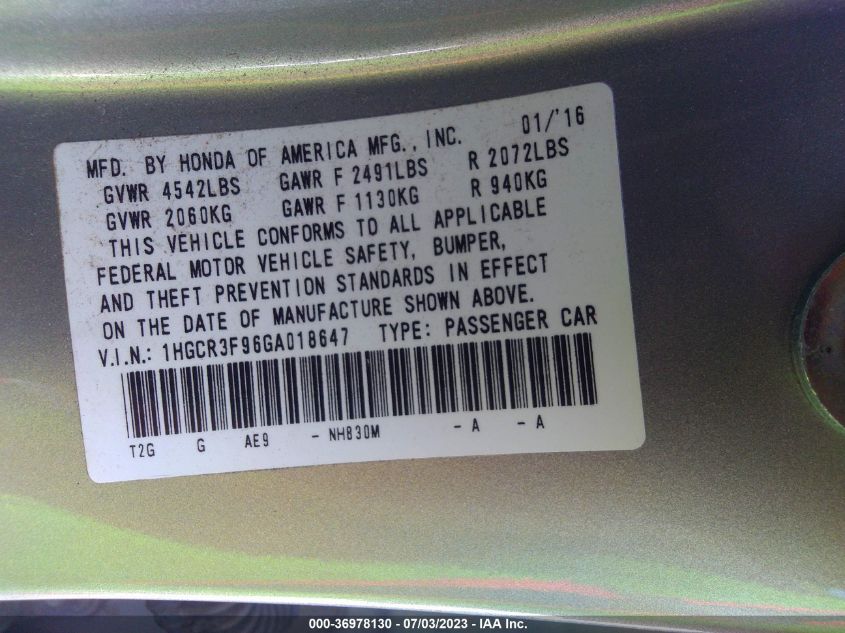 MFD. BY HONDA OF AMERICA MFG., INC. 01/'16
GVWR 4542LBS GAWR F 2491LBS R 2072LBS
GVWR 2060KG GAWR F 1130KG R 940KG
THIS VEHICLE CONFORMS TO ALL APPLICABLE
FEDERAL MOTOR VEHICLE SAFETY, BUMPER,
AND THEFT PREVENTION STANDARDS IN EFFECT
ON THE DATE OF MANUFACTURE SHOWN ABOVE.
V.I.N.: 1HGCR3F96GA018647 TYPE: PASSENGER CAR
T2G G AE9 - NH830M - A - A
000-36978130 - 07/03/2023 - IAA Inc.